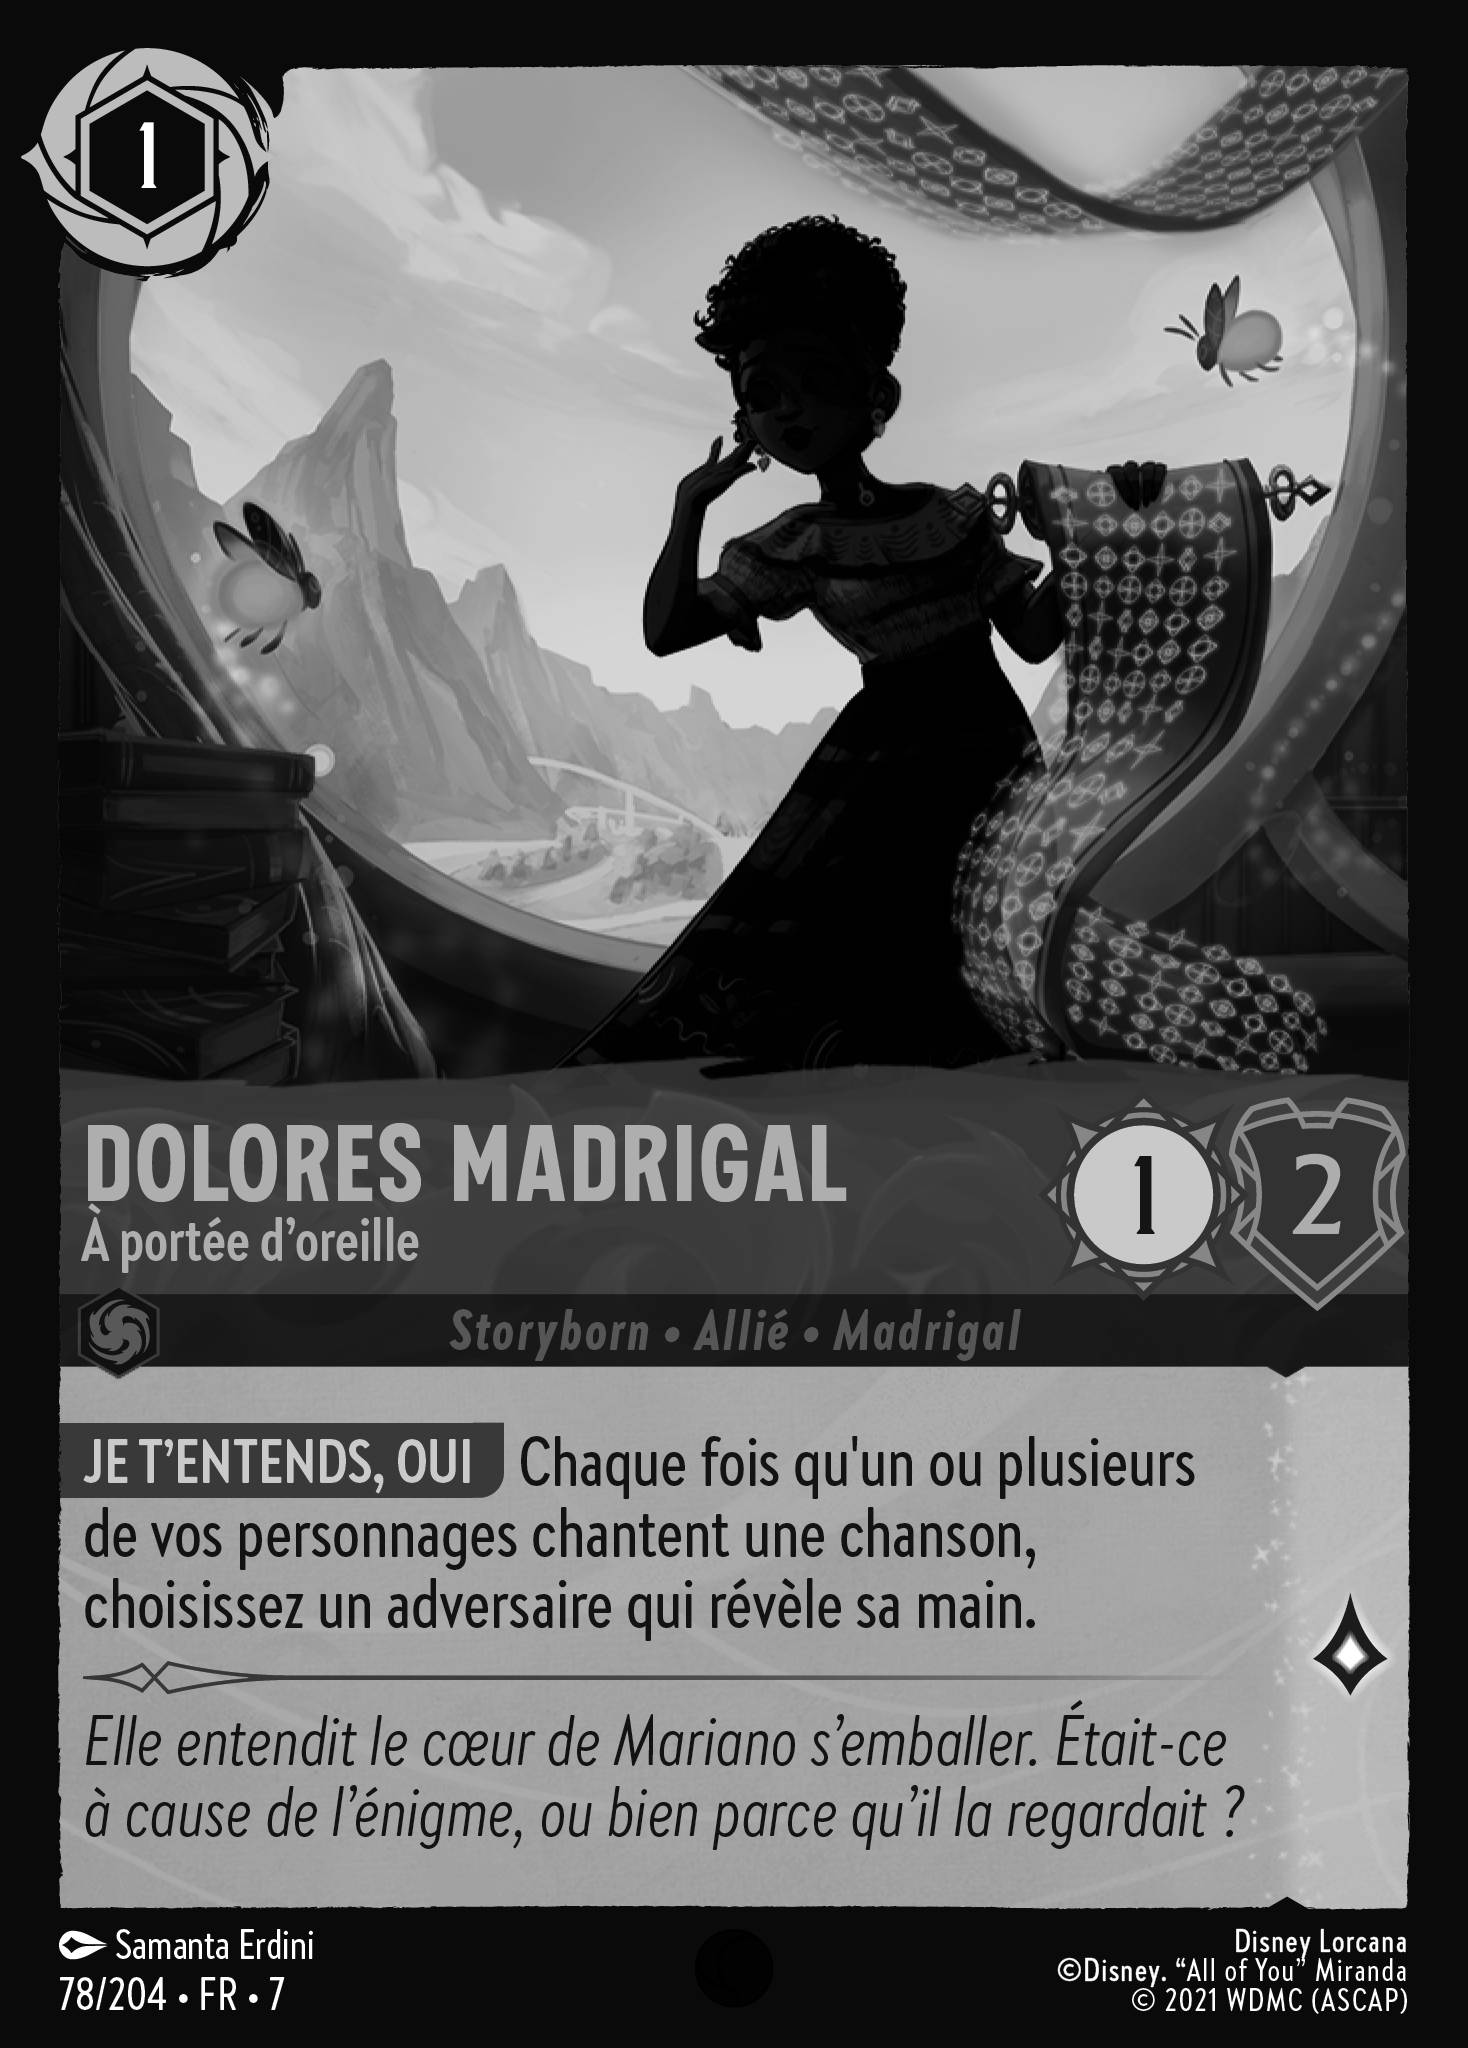 1
DOLORES MADRIGAL
À portée d’oreille
1
2
Storyborn • Allié • Madrigal
JE T’ENTENDS, OUI Chaque fois qu'un ou plusieurs
de vos personnages chantent une chanson,
choisissez un adversaire qui révèle sa main.
Elle entendit le cœur de Mariano s’emballer. Était-ce
à cause de l’énigme, ou bien parce qu’il la regardait ?
Samanta Erdini
78/204 • FR • 7
Disney Lorcana
©Disney. “All of You” Miranda
© 2021 WDMC (ASCAP)